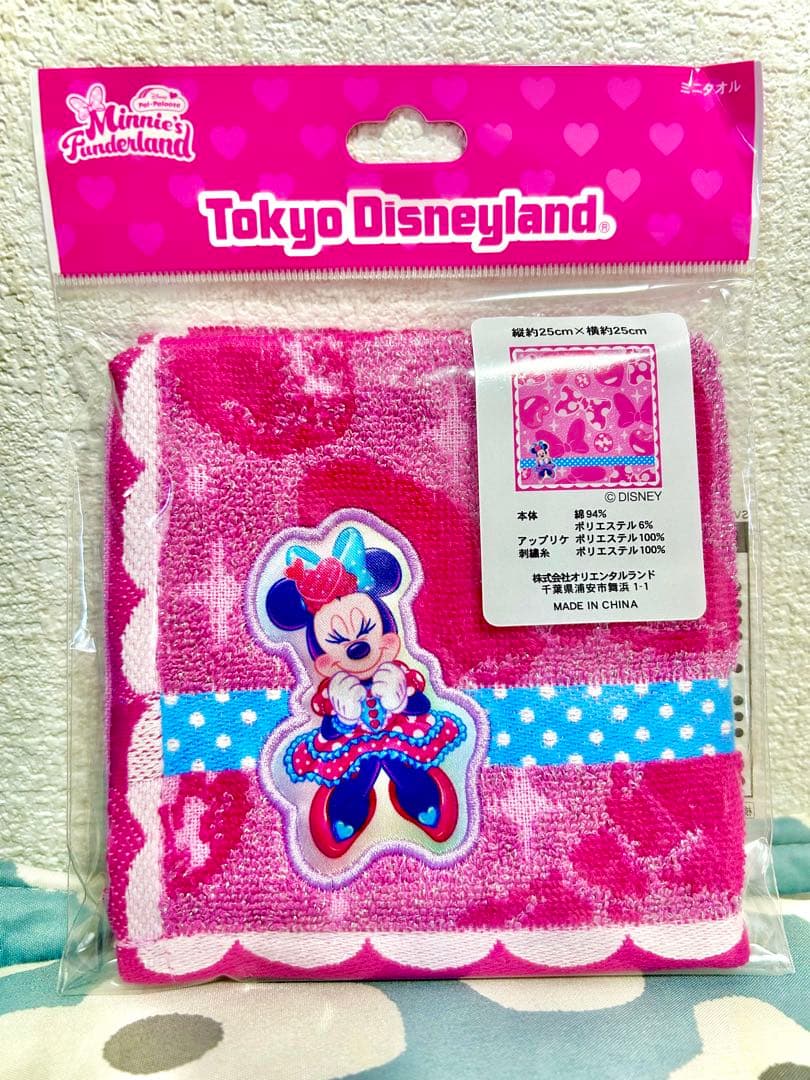 Disney
Pal-Palooza
Minnie's
Funderland
ミニタオル
Tokyo Disneyland®
縦約25cm×横約25cm
© DISNEY
本体 綿94%
ポリエステル6%
アップリケ ポリエステル100%
刺繍糸 ポリエステル100%
株式会社オリエンタルランド
千葉県浦安市舞浜 1-1
MADE IN CHINA